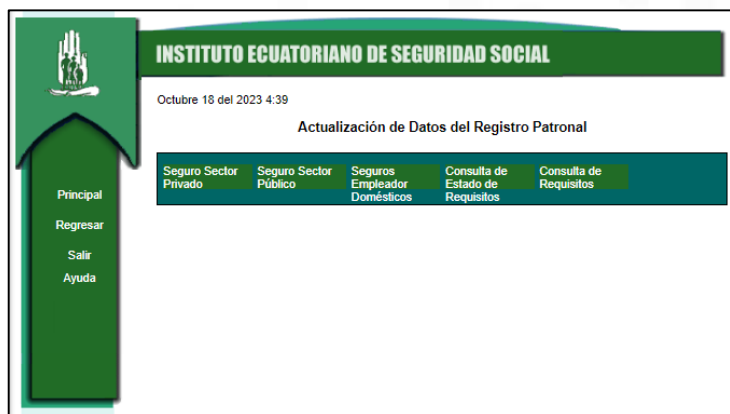 INSTITUTO ECUATORIANO DE SEGURIDAD SOCIAL
Octubre 18 del 2023 4:39
Actualización de Datos del Registro Patronal
Seguro Sector Privado
Seguro Sector Público
Seguros Empleador Domésticos
Consulta de Estado de Requisitos
Consulta de Requisitos
Principal
Regresar
Salir
Ayuda